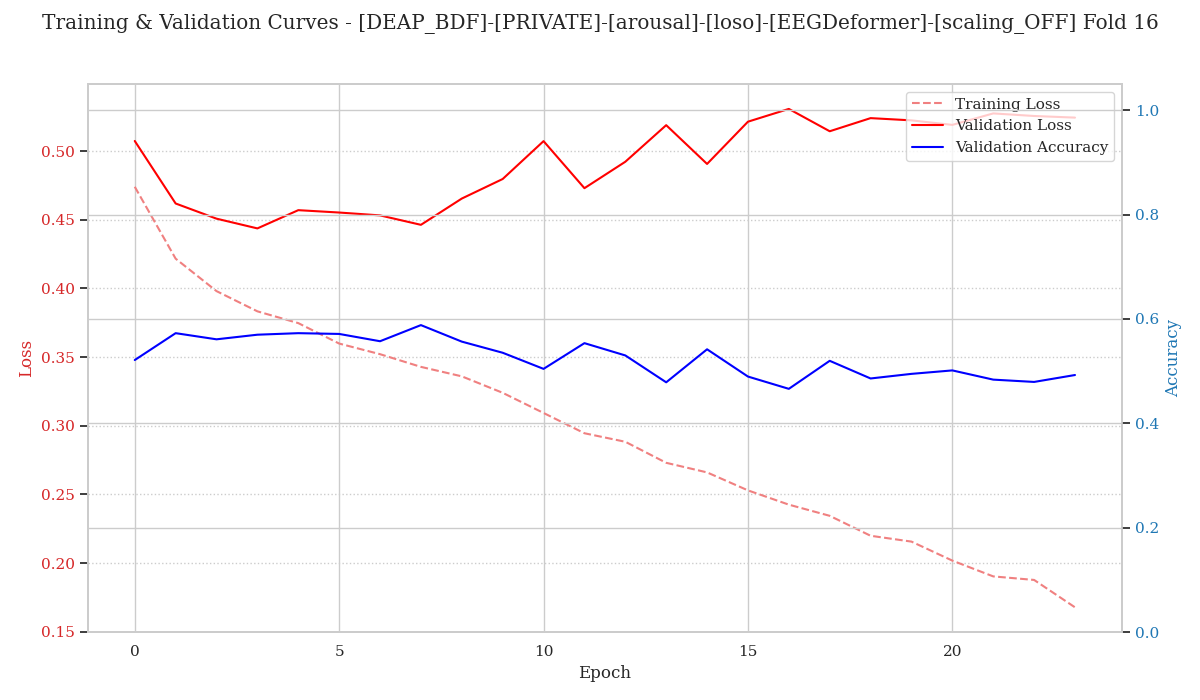 Training & Validation Curves - [DEAP_BDF]-[PRIVATE]-[arousal]-[loso]-[EEGDeformer]-[scaling_OFF] Fold 16
Training Loss
Validation Loss
Validation Accuracy
Loss
0.50
0.45
0.40
0.35
0.30
0.25
0.20
0.15
1.0
0.8
0.6
0.4
0.2
0.0
Accuracy
0
5
10
15
20
Epoch